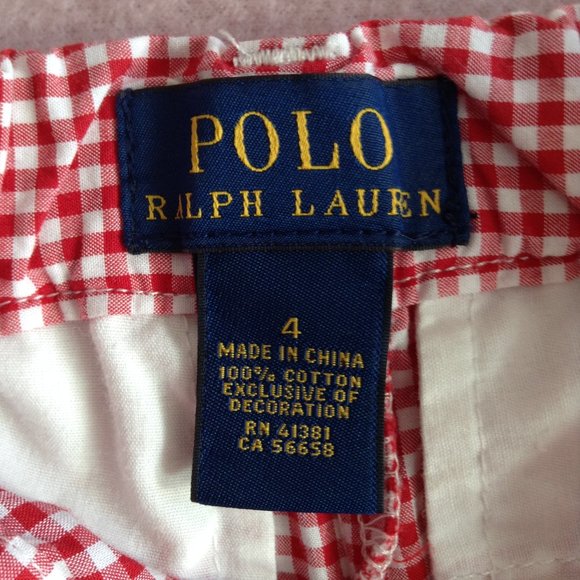 POLO
RALPH LAUREN
4
MADE IN CHINA
100% COTTON
EXCLUSIVE OF
DECORATION
RN 41381
CA 56658